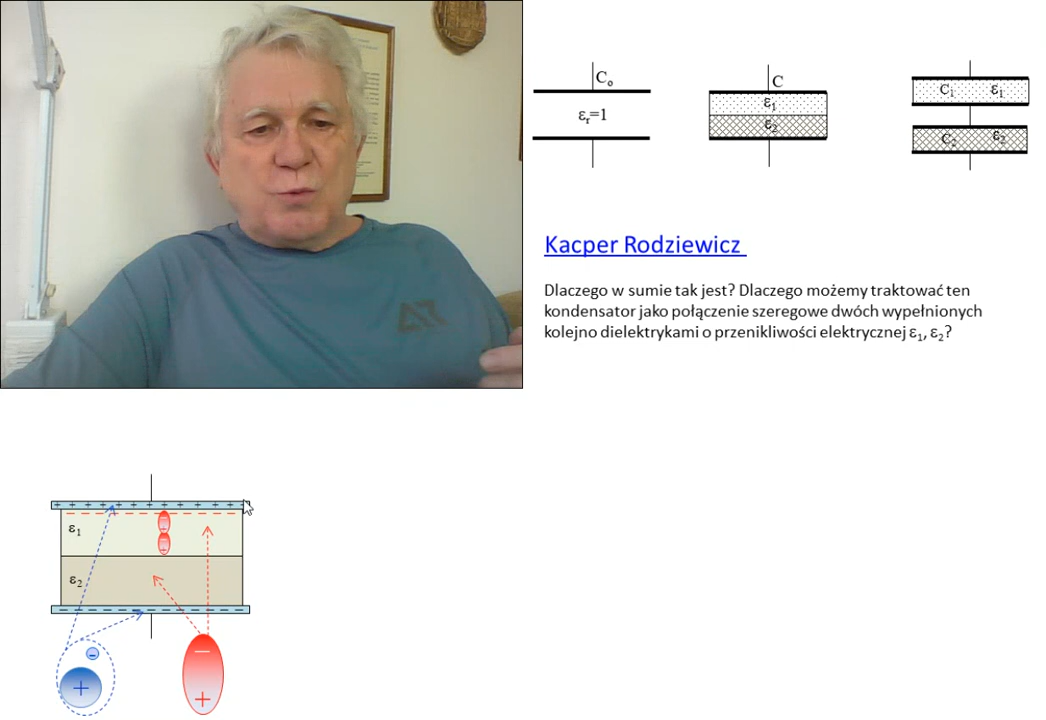 C₀
εᵣ=1
C
ε₁
ε₂
C₁ ε₁
C₂ ε₂
Kacper Rodziewicz
Dlaczego w sumie tak jest? Dlaczego możemy traktować ten
kondensator jako połączenie szeregowe dwóch wypełnionych
kolejno dielektrykami o przenikliwości elektrycznej ε₁, ε₂?
ε₁
ε₂